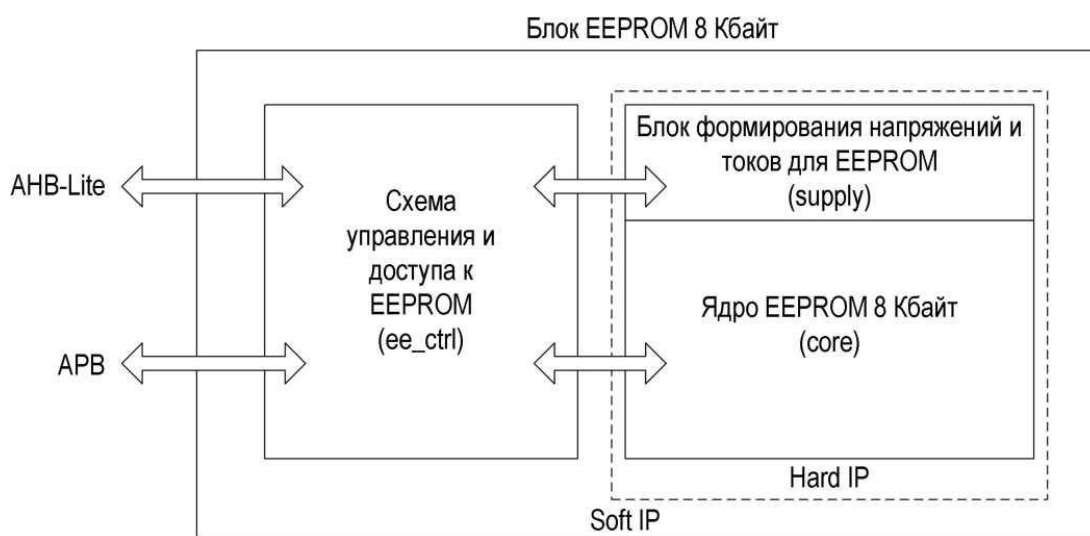 Блок EEPROM 8 Кбайт
AHB-Lite
APB
Схема
управления и
доступа к
EEPROM
(ee_ctrl)
Блок формирования напряжений и
токов для EEPROM
(supply)
Ядро EEPROM 8 Кбайт
(core)
Hard IP
Soft IP